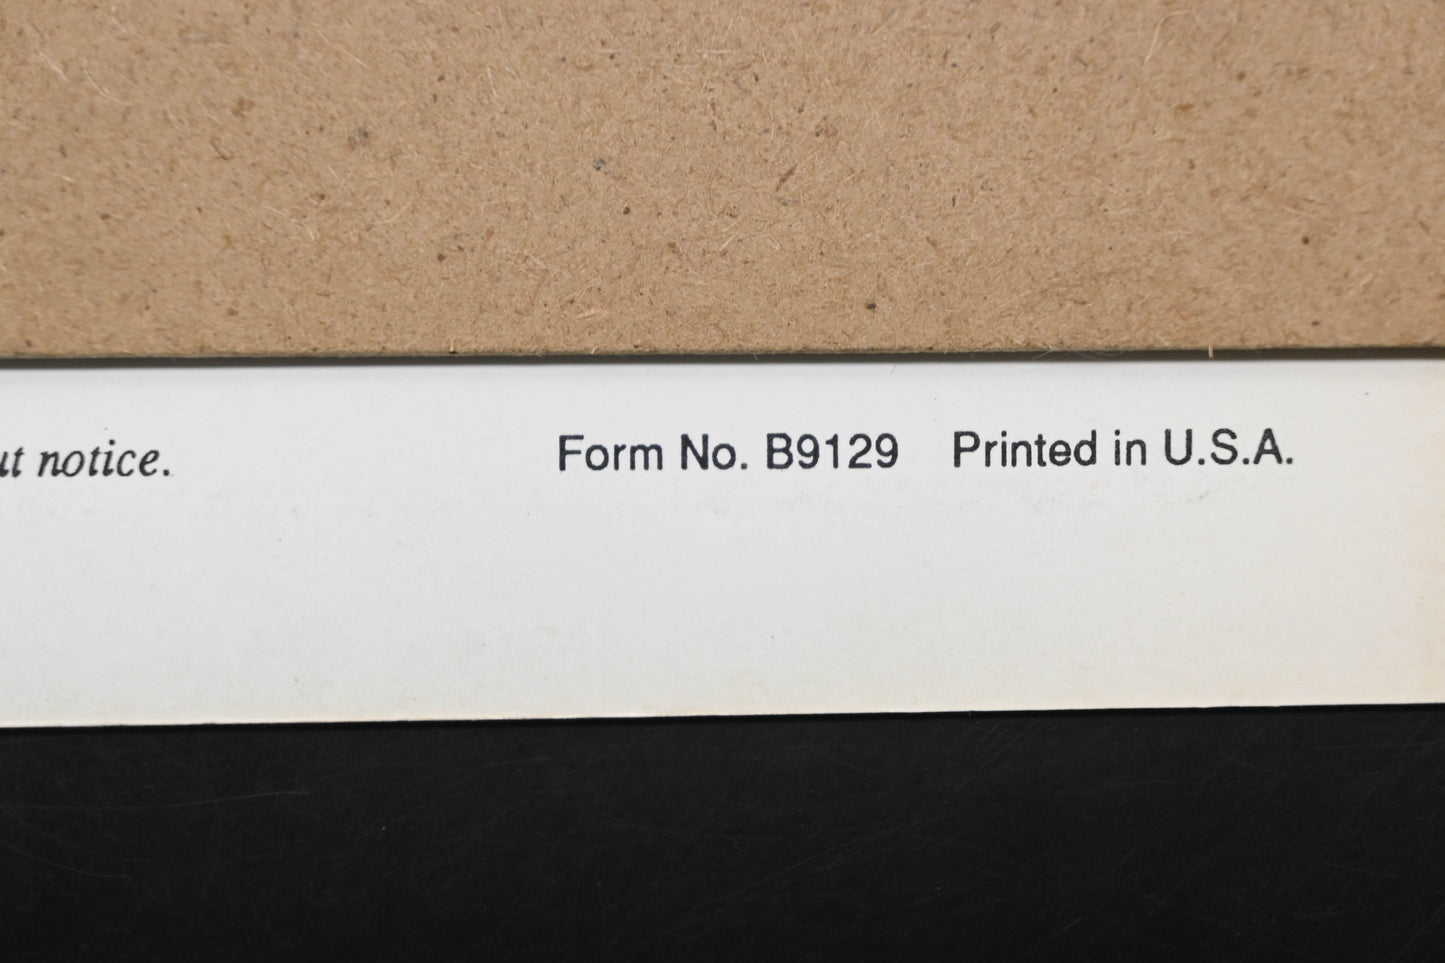 ut notice. Form No. B9129 Printed in U.S.A.